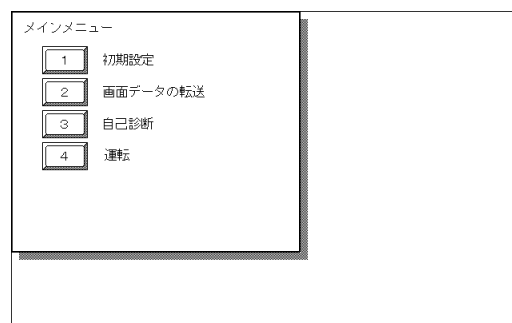 メインメニュー
1 初期設定
2 画面データの転送
3 自己診断
4 運転